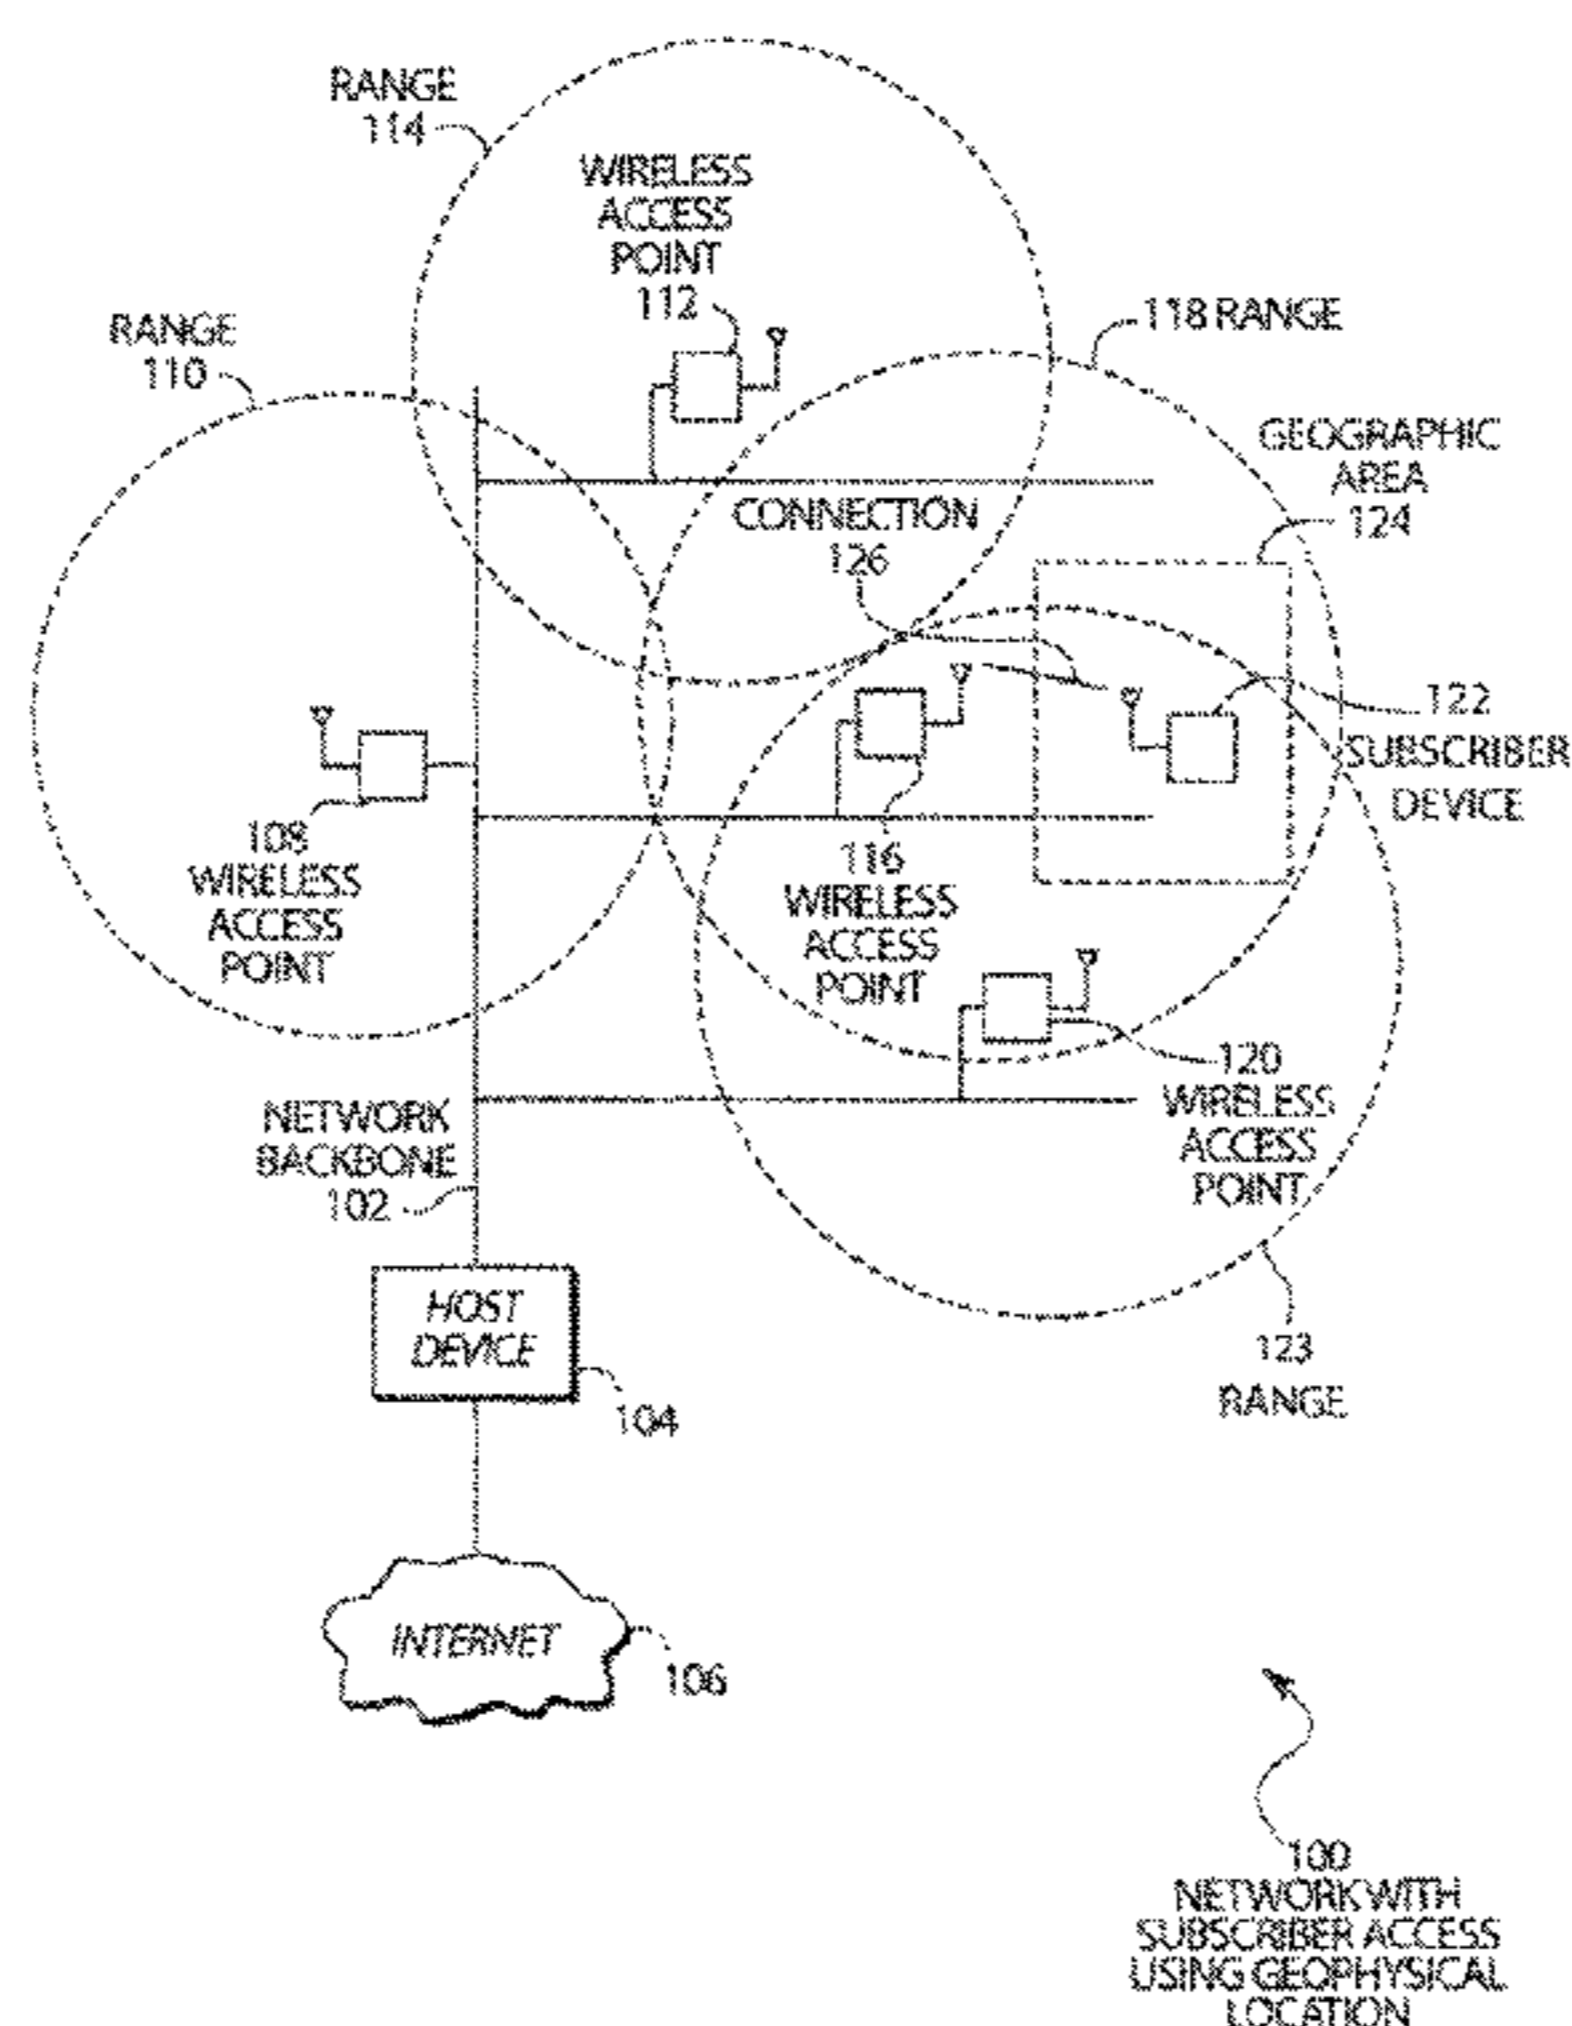 RANGE
114
WIRELESS
ACCESS
POINT
112
118 RANGE
RANGE
110
GEOGRAPHIC
AREA
124
CONNECTION
126
122
SUBSCRIBER
DEVICE
108
WIRELESS
ACCESS
POINT
116
WIRELESS
ACCESS
POINT
120
WIRELESS
ACCESS
POINT
NETWORK
BACKBONE
102
HOST
DEVICE
104
123
RANGE
INTERNET
106
100
NETWORK WITH
SUBSCRIBER ACCESS
USING GEOPHYSICAL
LOCATION